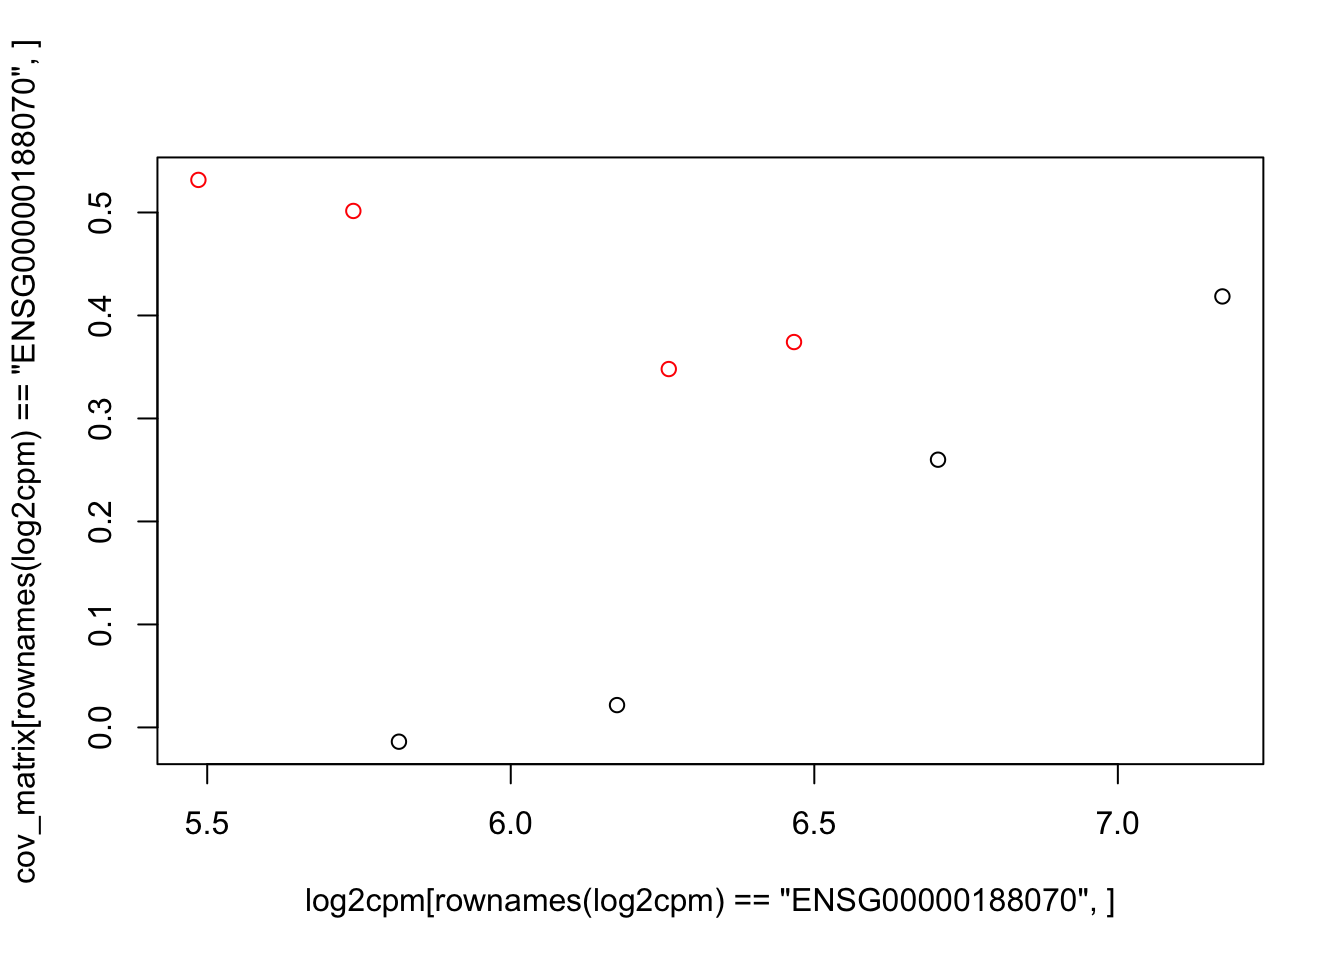 cov_matrix[rownames(log2cpm) == "ENSG00000188070", ]
0.5
0.4
0.3
0.2
0.1
0.0
5.5 6.0 6.5 7.0
log2cpm[rownames(log2cpm) == "ENSG00000188070", ]